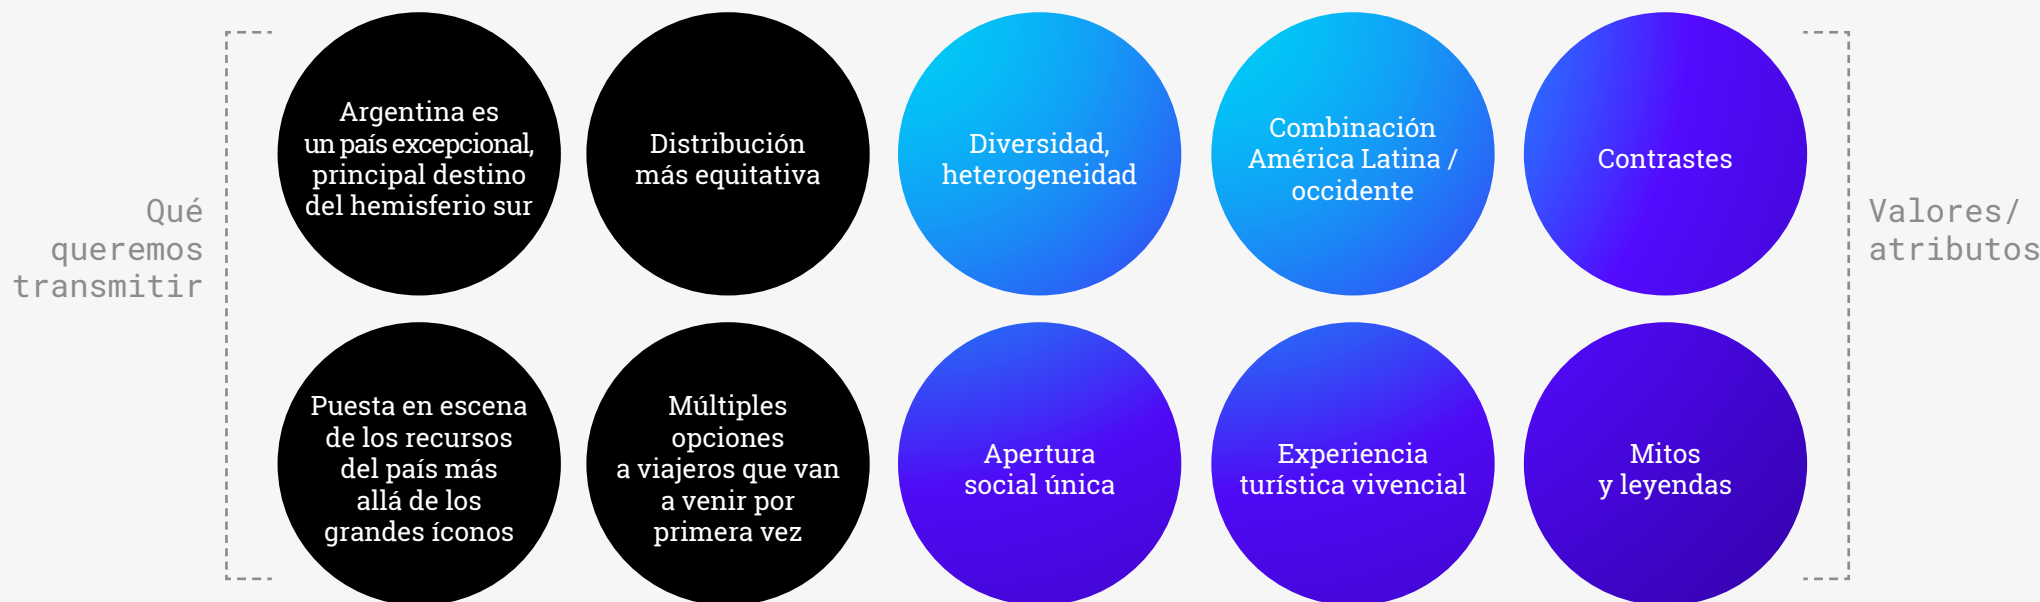 Qué
queremos
transmitir
Argentina es
un país excepcional,
principal destino
del hemisferio sur
Distribución
más equitativa
Diversidad,
heterogeneidad
Combinación
América Latina /
occidente
Contrastes
Puesta en escena
de los recursos
del país más
allá de los
grandes íconos
Múltiples
opciones
a viajeros que van
a venir por
primera vez
Apertura
social única
Experiencia
turística vivencial
Mitos
y leyendas
Valores/
atributos